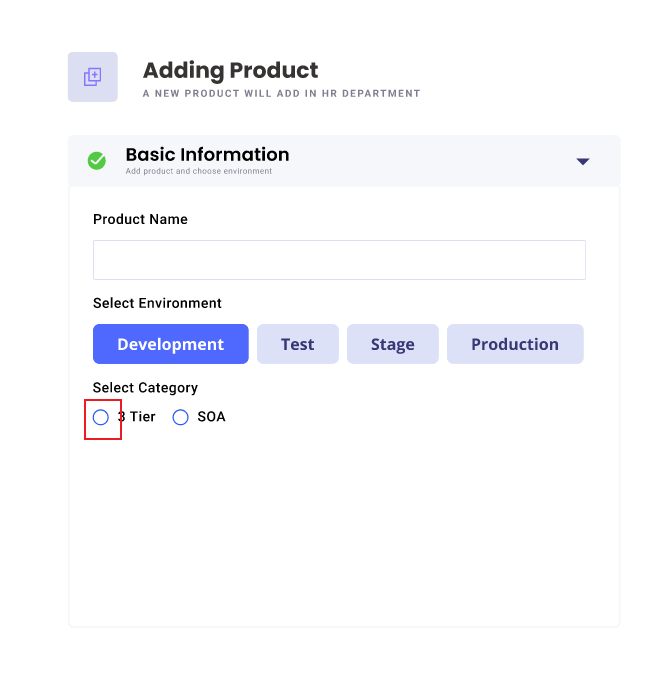 Adding Product
A NEW PRODUCT WILL ADD IN HR DEPARTMENT
Basic Information
Add product and choose environment
Product Name
Select Environment
Development Test Stage Production
Select Category
3 Tier SOA